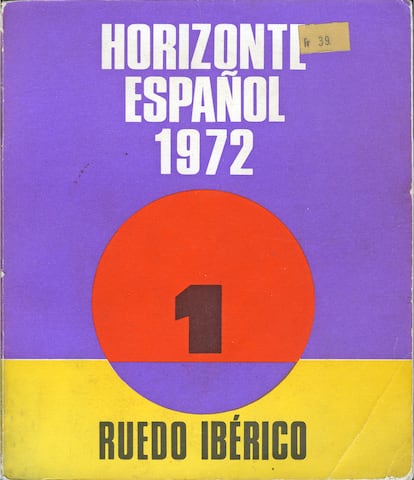 HORIZONTE
Fr 39.
ESPAÑOL
1972
1
RUEDO IBÉRICO